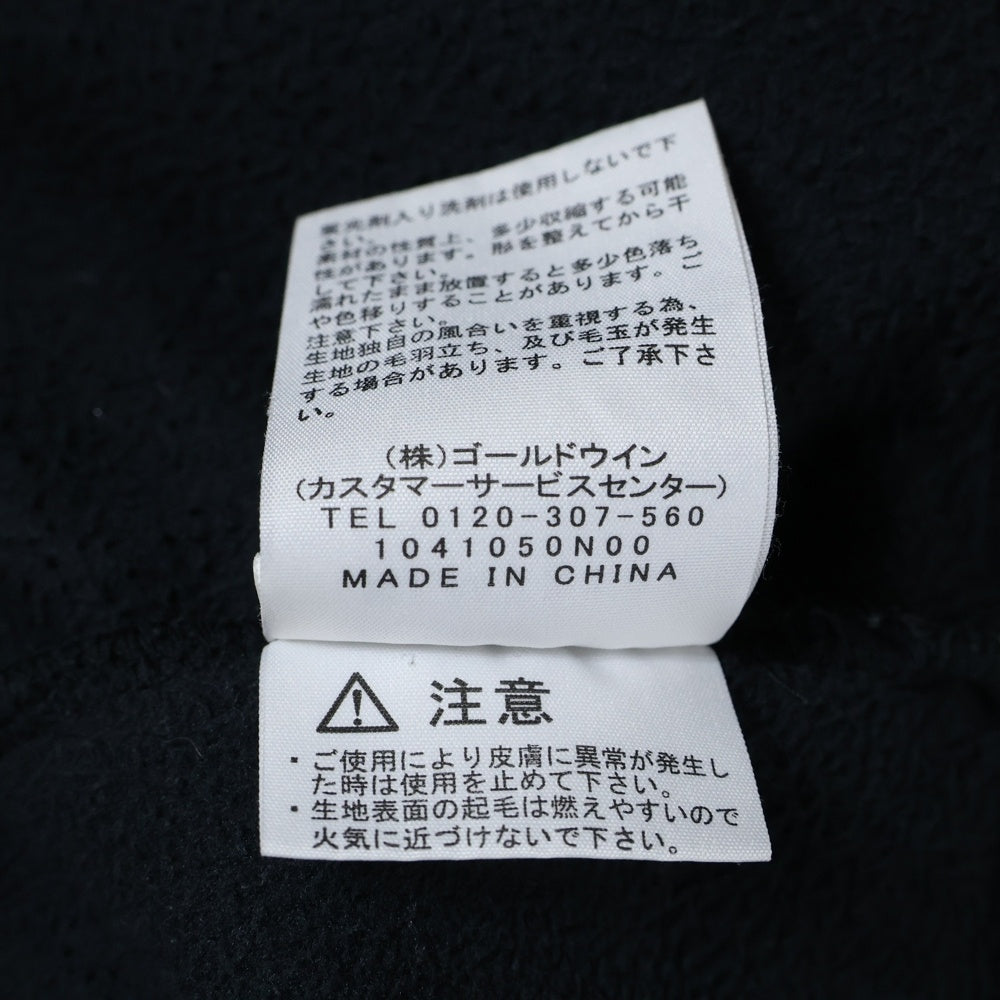 蛍光剤入り洗剤は使用しないで下
さい。
素材の性質上、多少収縮する可能
性があります。形を整えてから干
して下さい。
濡れたまま放置すると多少色落ち
や色移りすることがあります。ご
注意下さい。
生地独自の風合いを重視する為、
生地の毛羽立ち、及び毛玉が発生
する場合があります。ご了承下さ
い。
(株)ゴールドウイン
(カスタマーサービスセンター)
TEL 0120-307-560
1041050N00
MADE IN CHINA
注意
・ご使用により皮膚に異常が発生し
た時は使用を止めて下さい。
・生地表面の起毛は燃えやすいので
火気に近づけないで下さい。